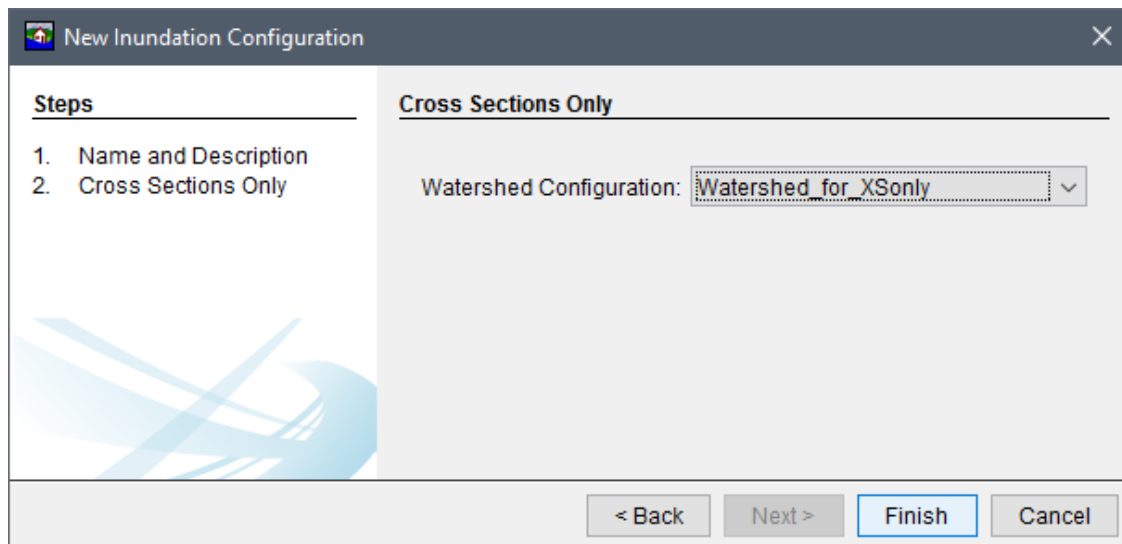 New Inundation Configuration
Steps
1. Name and Description
2. Cross Sections Only
Cross Sections Only
Watershed Configuration: Watershed_for_XSonly
< Back Next > Finish Cancel